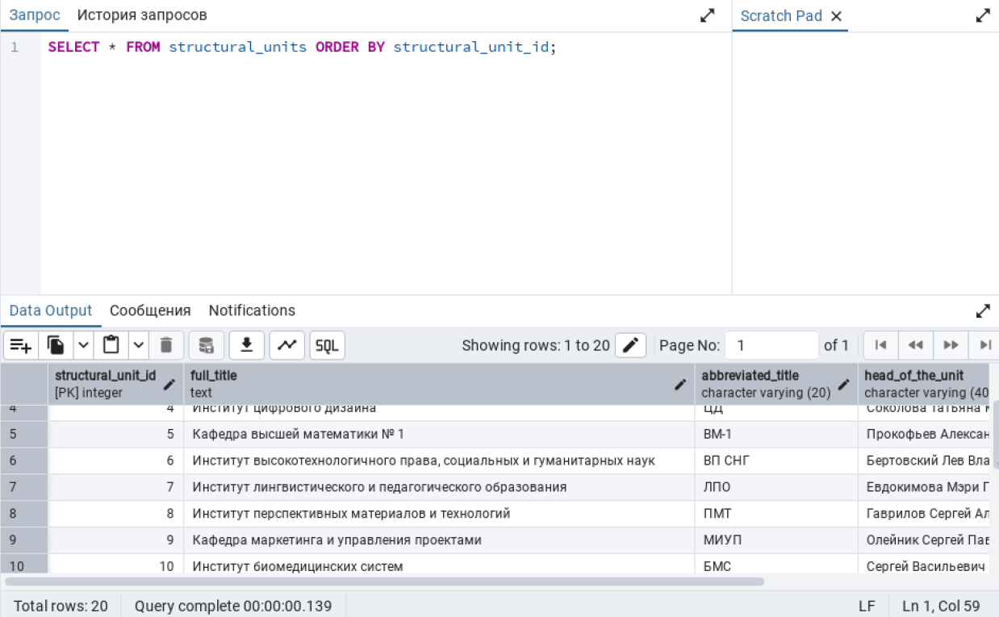 Запрос История запросов Scratch Pad
1 SELECT * FROM structural_units ORDER BY structural_unit_id;
Data Output Сообщения Notifications
SQL Showing rows: 1 to 20 Page No: 1 of 1
structural_unit_id full_title abbreviated_title head_of_the_unit
[PK] integer text character varying (20) character varying (40
4 4 Институт цифрового дизайна ЦД Соколова Татьяна
5 5 Кафедра высшей математики № 1 ВМ-1 Прокофьев Алексан
6 6 Институт высокотехнологичного права, социальных и гуманитарных наук ВП СНГ Бертовский Лев Вла
7 7 Институт лингвистического и педагогического образования ЛПО Евдокимова Мэри Г
8 8 Институт перспективных материалов и технологий ПМТ Гаврилов Сергей Ал
9 9 Кафедра маркетинга и управления проектами МИУП Олейник Сергей Пав
10 10 Институт биомедицинских систем БМС Сергей Васильевич
Total rows: 20 Query complete 00:00:00.139 LF Ln 1, Col 59